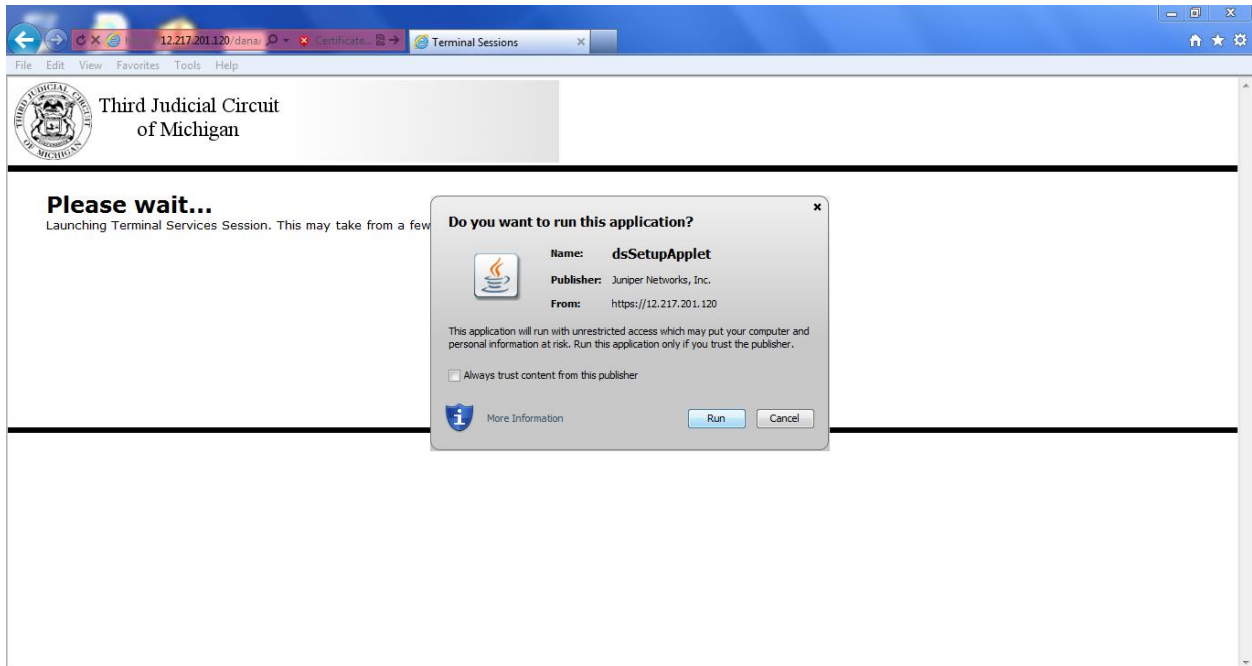 12.217.201.120/dana/ Certificate... Terminal Sessions
File Edit View Favorites Tools Help
Third Judicial Circuit
of Michigan
Please wait...
Launching Terminal Services Session. This may take from a few
Do you want to run this application?
Name: dsSetupApplet
Publisher: Juniper Networks, Inc.
From: https://12.217.201.120
This application will run with unrestricted access which may put your computer and
personal information at risk. Run this application only if you trust the publisher.
Always trust content from this publisher
More Information Run Cancel